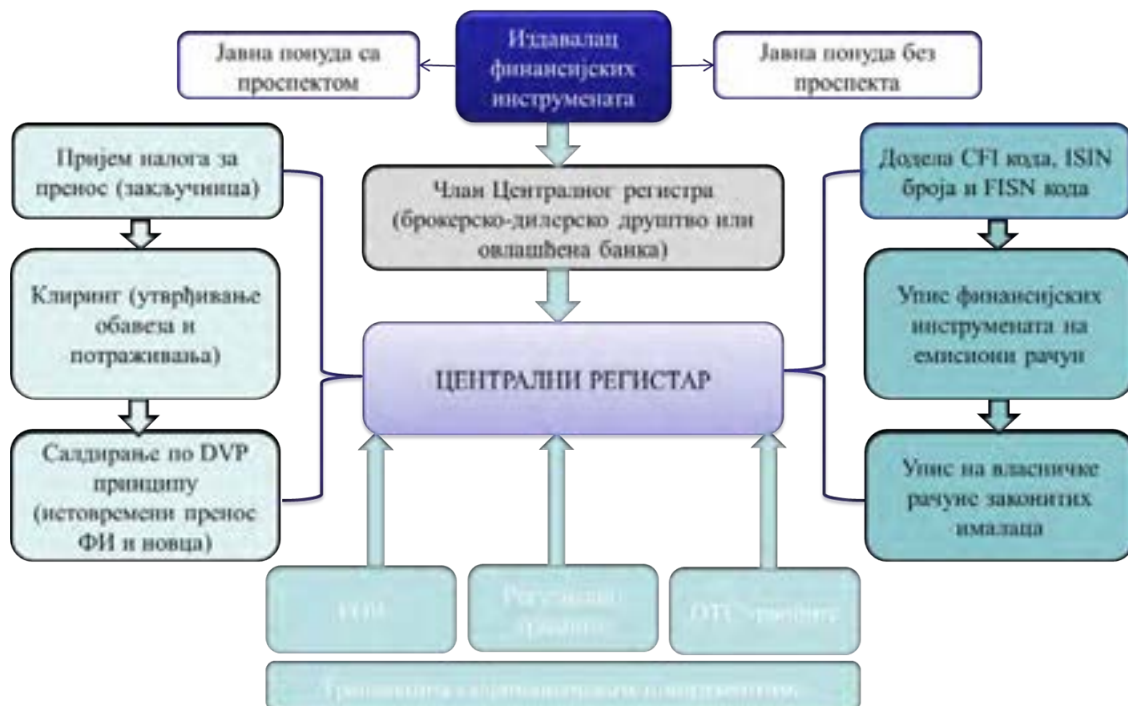 Издавалац
финансијских
инструмената
Јавна понуда са
проспектом
Јавна понуда без
проспекта
Пријем налога за
пренос (закључница)
Клиринг (утврђивање
обавеза и
потраживања)
Салдирање по DVP
принципу
(истовремени пренос
ФИ и новца)
Члан Централног регистра
(брокерско-дилерско друштво или
овлашћена банка)
ЦЕНТРАЛНИ РЕГИСТАР
Додела CFI кода, ISIN
броја и FISN кода
Упис финансијских
инструмената на
емисиони рачун
Упис на власничке
рачуне законитих
ималаца